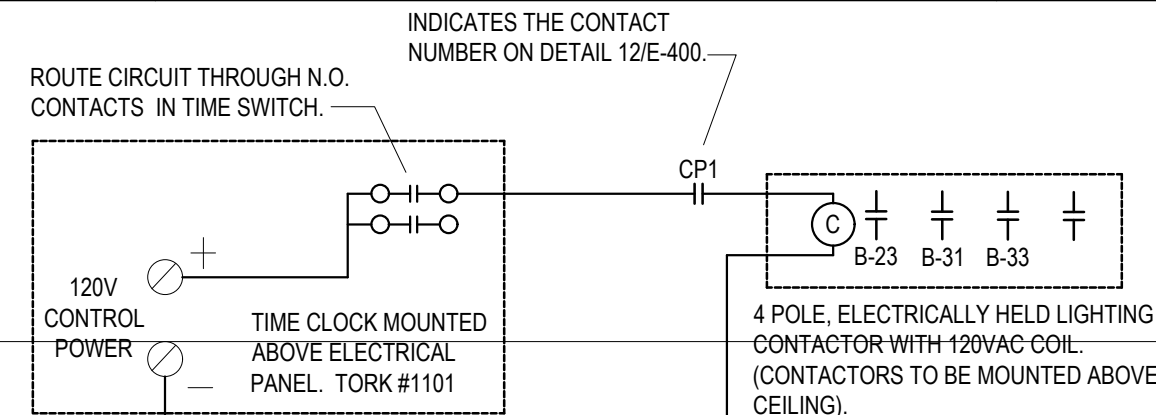 INDICATES THE CONTACT
NUMBER ON DETAIL 12/E-400.
ROUTE CIRCUIT THROUGH N.O.
CONTACTS IN TIME SWITCH.
CP1
C
B-23 B-31 B-33
+
120V
CONTROL
POWER
—
TIME CLOCK MOUNTED
ABOVE ELECTRICAL
PANEL. TORK #1101
4 POLE, ELECTRICALLY HELD LIGHTING
CONTACTOR WITH 120VAC COIL.
(CONTACTORS TO BE MOUNTED ABOVE
CEILING).